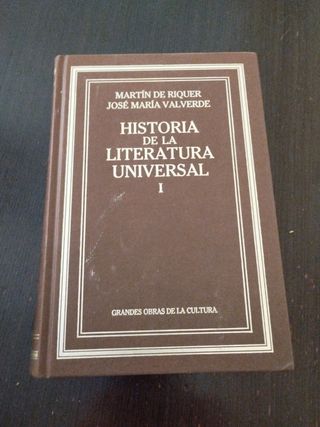 MARTÍN DE RIQUER
JOSÉ MARÍA VALVERDE
HISTORIA
DE LA
LITERATURA
UNIVERSAL
I
GRANDES OBRAS DE LA CULTURA